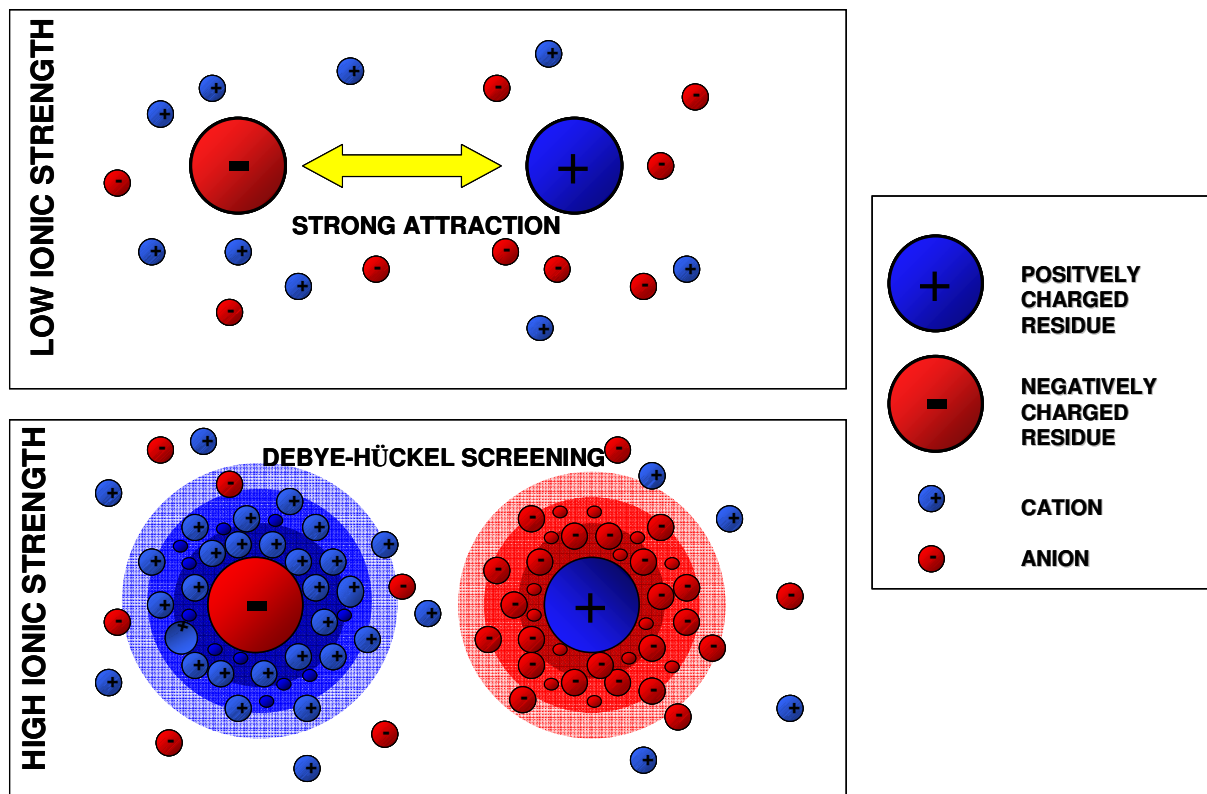 LOW IONIC STRENGTH
STRONG ATTRACTION
HIGH IONIC STRENGTH
DEBYE-HÜCKEL SCREENING
POSITVELY
CHARGED
RESIDUE
NEGATIVELY
CHARGED
RESIDUE
CATION
ANION